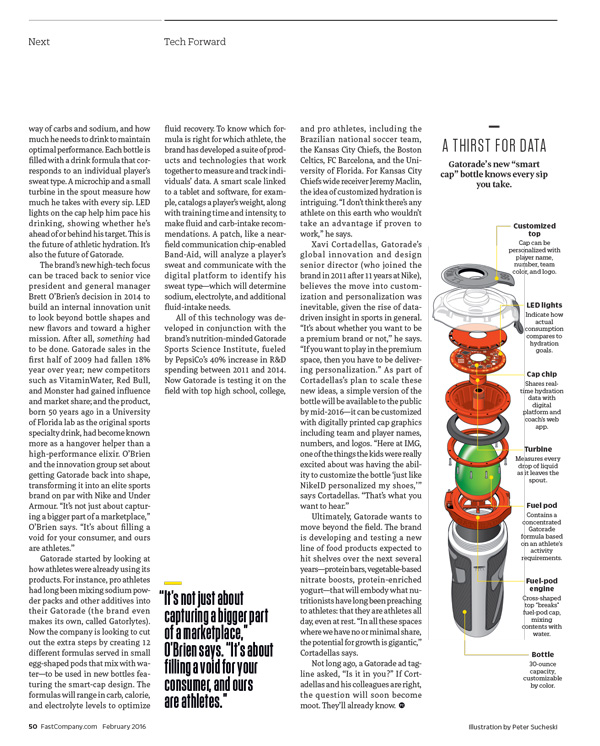 Next
Tech Forward
way of carbs and sodium, and how
much he needs to drink to maintain
optimal performance. Each bottle is
filled with a drink formula that cor-
responds to an individual player's
sweat type. A microchip and a small
turbine in the spout measure how
much he takes with every sip. LED
lights on the cap help him pace his
drinking, showing whether he's
ahead of or behind his target. This is
the future of athletic hydration. It's
also the future of Gatorade.
The brand's new high-tech focus
can be traced back to senior vice
president and general manager
Brett O'Brien's decision in 2014 to
build an internal innovation unit
to look beyond bottle shapes and
new flavors and toward a higher
mission. After all, something had
to be done. Gatorade sales in the
first half of 2009 had fallen 18%
year over year; new competitors
such as VitaminWater, Red Bull,
and Monster had gained influence
and market share; and the product,
born 50 years ago in a University
of Florida lab as the original sports
specialty drink, had become known
more as a hangover helper than a
high-performance elixir. O'Brien
and the innovation group set about
getting Gatorade back into shape,
transforming it into an elite sports
brand on par with Nike and Under
Armour. "It's not just about captur-
ing a bigger part of a marketplace,"
O'Brien says. "It's about filling a
void for your consumer, and ours
are athletes."
Gatorade started by looking at
how athletes were already using its
products. For instance, pro athletes
had long been mixing sodium pow-
der packs and other additives into
their Gatorade (the brand even
makes its own, called Gatorlytes).
Now the company is looking to cut
out the extra steps by creating 12
different formulas served in small
egg-shaped pods that mix with wa-
ter—to be used in new bottles fea-
turing the smart-cap design. The
formulas will range in carb, calorie,
and electrolyte levels to optimize
fluid recovery. To know which for-
mula is right for which athlete, the
brand has developed a suite of prod-
ucts and technologies that work
together to measure and track indi-
viduals' data. A smart scale linked
to a tablet and software, for exam-
ple, catalogs a player's weight, along
with training time and intensity, to
make fluid and carb-intake recom-
mendations. A patch, like a near-
field communication chip-enabled
Band-Aid, will analyze a player's
sweat and communicate with the
digital platform to identify his
sweat type—which will determine
sodium, electrolyte, and additional
fluid-intake needs.
All of this technology was de-
veloped in conjunction with the
brand's nutrition-minded Gatorade
Sports Science Institute, fueled
by PepsiCo's 40% increase in R&D
spending between 2011 and 2014.
Now Gatorade is testing it on the
field with top high school, college,
"It's not just about
capturing a bigger part
of a marketplace,"
O'Brien says. "It's about
filling a void for your
consumer, and ours
are athletes."
and pro athletes, including the
Brazilian national soccer team,
the Kansas City Chiefs, the Boston
Celtics, FC Barcelona, and the Uni-
versity of Florida. For Kansas City
Chiefs wide receiver Jeremy Maclin,
the idea of customized hydration is
intriguing. "I don't think there's any
athlete on this earth who wouldn't
take an advantage if proven to
work," he says.
Xavi Cortadellas, Gatorade's
global innovation and design
senior director (who joined the
brand in 2011 after 11 years at Nike),
believes the move into custom-
ization and personalization was
inevitable, given the rise of data-
driven insight in sports in general.
"It's about whether you want to be
a premium brand or not," he says.
"If you want to play in the premium
space, then you have to be deliver-
ing personalization." As part of
Cortadellas's plan to scale these
new ideas, a simple version of the
bottle will be available to the public
by mid-2016—it can be customized
with digitally printed cap graphics
including team and player names,
numbers, and logos. "Here at IMG,
one of the things the kids were really
excited about was having the abil-
ity to customize the bottle 'just like
NikeID personalized my shoes,'"
says Cortadellas. "That's what you
want to hear."
Ultimately, Gatorade wants to
move beyond the field. The brand
is developing and testing a new
line of food products expected to
hit shelves over the next several
years—protein bars, vegetable-based
nitrate boosts, protein-enriched
yogurt—that will embody what nu-
tritionists have long been preaching
to athletes: that they are athletes all
day, even at rest. "In all these spaces
where we have no or minimal share,
the potential for growth is gigantic,"
Cortadellas says.
Not long ago, a Gatorade ad tag-
line asked, "Is it in you?" If Cort-
adellas and his colleagues are right,
the question will soon become
moot. They'll already know.
A THIRST FOR DATA
Gatorade's new "smart
cap" bottle knows every sip
you take.
Customized
top
Cap can be
personalized with
player name,
number, team
color, and logo.
LED lights
Indicate how
actual
consumption
compares to
hydration
goals.
Cap chip
Shares real-
time hydration
data with
digital
platform and
coach's web
app.
Turbine
Measures every
drop of liquid
as it leaves the
spout.
Fuel pod
Contains a
concentrated
Gatorade
formula based
on an athlete's
activity
requirements.
Fuel-pod
engine
Cross-shaped
top "breaks"
fuel-pod cap,
mixing
contents with
water.
Bottle
30-ounce
capacity,
customizable
by color.
50 FastCompany.com February 2016
Illustration by Peter Sucheski